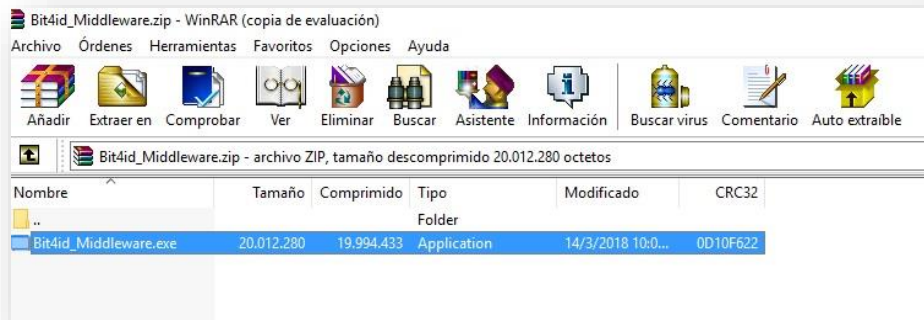 Bit4id_Middleware.zip - WinRAR (copia de evaluación)
Archivo Órdenes Herramientas Favoritos Opciones Ayuda
Añadir Extraer en Comprobar Ver Eliminar Buscar Asistente Información Buscar virus Comentario Auto extraíble
Bit4id_Middleware.zip - archivo ZIP, tamaño descomprimido 20.012.280 octetos
Nombre Tamaño Comprimido Tipo Modificado CRC32
.. Folder
Bit4id_Middleware.exe 20.012.280 19.994.433 Application 14/3/2018 10:0... 0D10F622